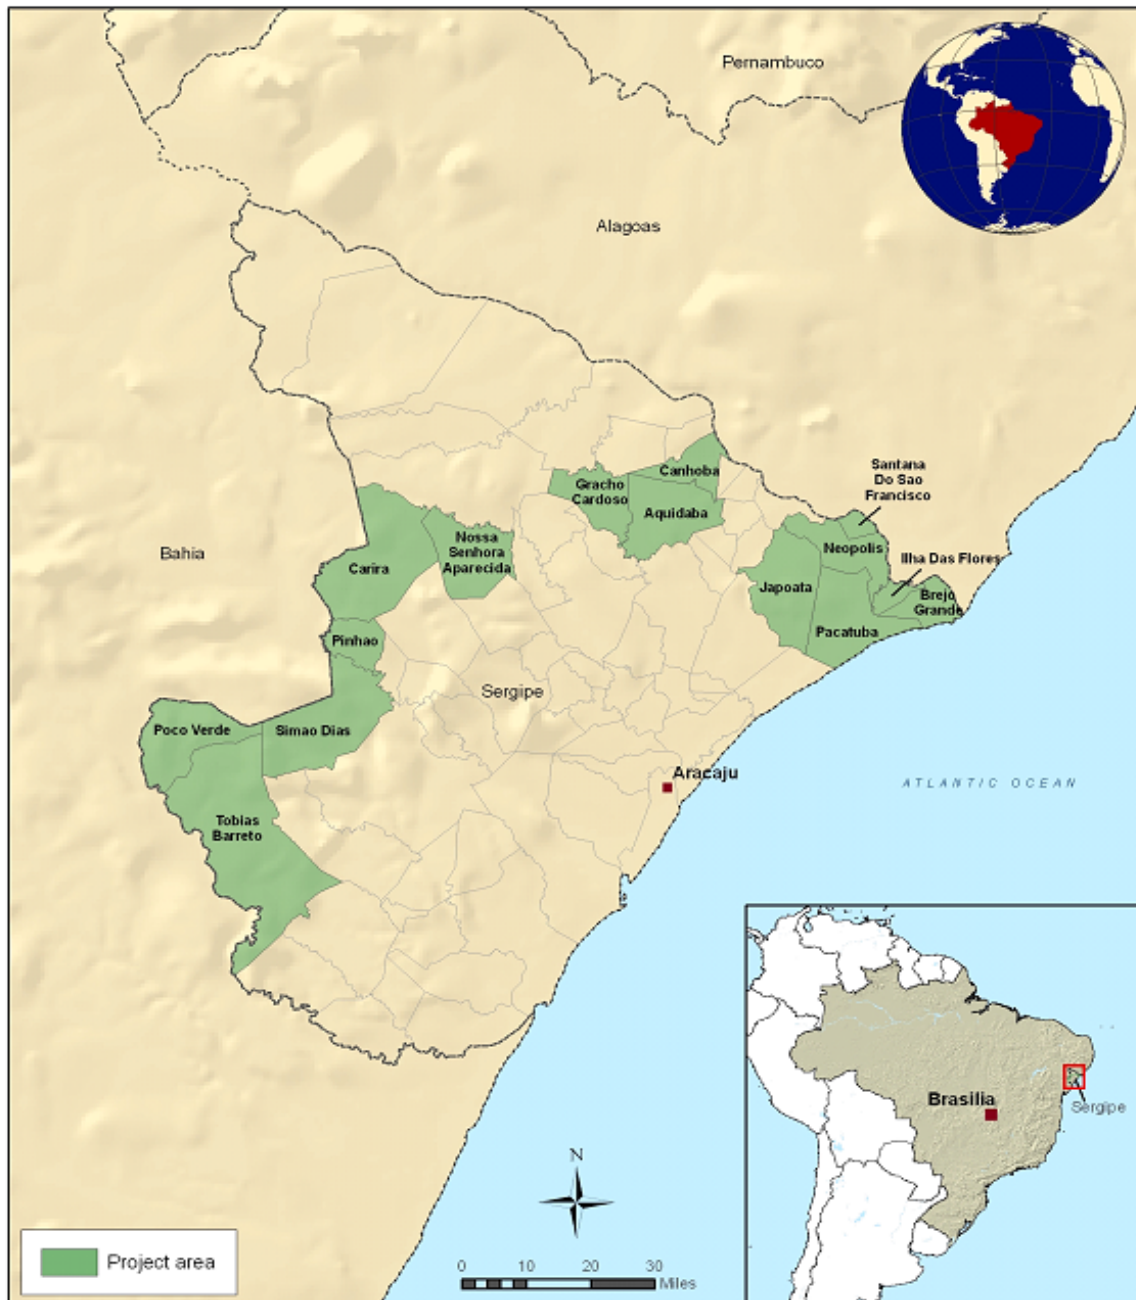 Pernambuco
Alagoas
Santana
Do Sao
Francisco
Canhoba
Gracho
Cardoso
Aquidaba
Nossa
Senhora
Aparecida
Neopolis
Ilha Das Flores
Bahia
Carira
Japoata
Brejo
Grande
Pacatuba
Pinhao
Sergipe
Poco Verde
Simao Dias
Aracaju
ATLANTIC OCEAN
Tobias
Barreto
Brasilia
Sergipe
N
Project area
0 10 20 30
Miles